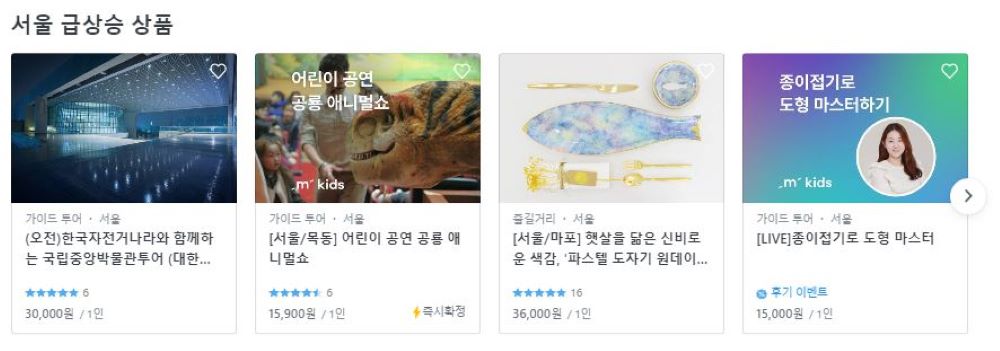 서울 급상승 상품
어린이 공연
공룡 애니멀쇼
m kids
종이접기로
도형 마스터하기
m kids
가이드 투어 · 서울
(오전)한국자전거나라와 함께하
는 국립중앙박물관투어 (대한...
★★★★★ 6
30,000원 / 1인
가이드 투어 · 서울
[서울/목동] 어린이 공연 공룡 애
니멀쇼
6
15,900원 / 1인
즉시확정
즐길거리 · 서울
[서울/마포] 햇살을 닮은 신비로
운 색감, '파스텔 도자기 원데이...
★★★★★ 16
36,000원 / 1인
가이드 투어 · 서울
[LIVE]종이접기로 도형 마스터
후기 이벤트
15,000원 / 1인